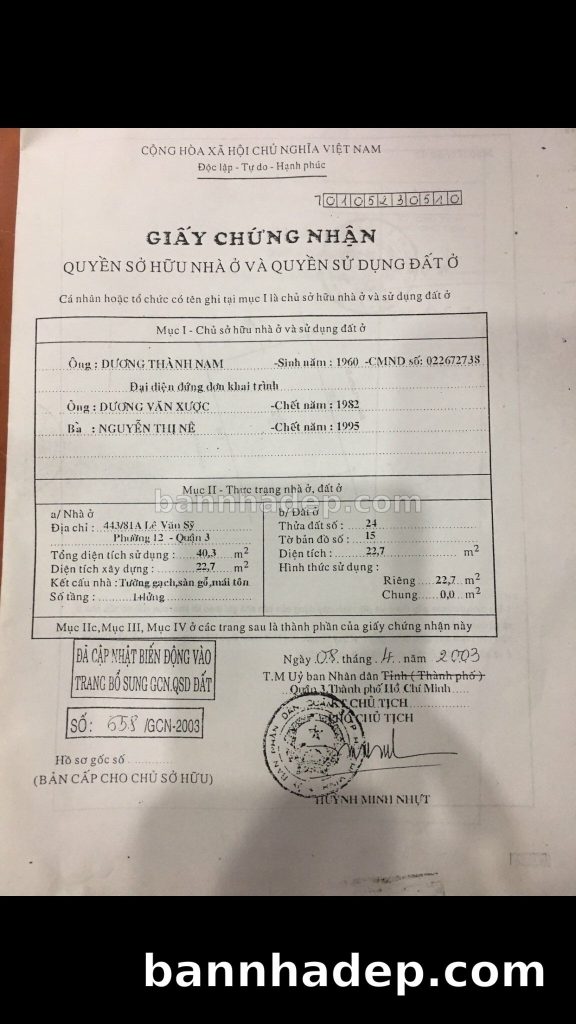 CỘNG HÒA XÃ HỘI CHỦ NGHĨA VIỆT NAM
Độc lập - Tự do - Hạnh phúc
70105230510
GIẤY CHỨNG NHẬN
QUYỀN SỞ HỮU NHÀ Ở VÀ QUYỀN SỬ DỤNG ĐẤT Ở
Cá nhân hoặc tổ chức có tên ghi tại mục I là chủ sở hữu nhà ở và sử dụng đất ở
Mục I - Chủ sở hữu nhà ở và sử dụng đất ở
Ông : DƯƠNG THÀNH NAM -Sinh năm : 1960 -CMND số: 022672738
Đại diện đứng đơn khai trình
Ông : DƯƠNG VĂN XƯỢC -Chết năm : 1982
Bà : NGUYỄN THỊ NÊ -Chết năm : 1995
Mục II - Thực trạng nhà ở, đất ở
bannhadep.com
a/ Nhà ở
Địa chỉ : 443/81A Lê Văn Sỹ
Phường 12 - Quận 3
Tổng diện tích sử dụng : 40,3 m²
Diện tích xây dựng : 22,7 m²
Kết cấu nhà : Tường gạch,sàn gỗ,mái tôn
Số tầng : 1+lửng
b/ Đất ở
Thửa đất số : 24
Tờ bản đồ số : 15
Diện tích : 22,7 m²
Hình thức sử dụng :
Riêng 22,7 m²
Chung 0,0 m²
Mục IIc,Mục III, Mục IV ở các trang sau là thành phần của giấy chứng nhận này
ĐÃ CẬP NHẬT BIẾN ĐỘNG VÀO
TRANG BỔ SUNG GCN.QSD ĐẤT
SỐ: 658/GCN-2003
Hồ sơ gốc số
(BẢN CẤP CHO CHỦ SỞ HỮU)
Ngày 08 tháng 4 năm 2003
T.M Uỷ ban Nhân dân Tỉnh ( Thành phố )
Quận 3 Thành phố Hồ Chí Minh
KT CHỦ TỊCH
CHỦ TỊCH
HUỲNH MINH NHỰT
bannhadep.com